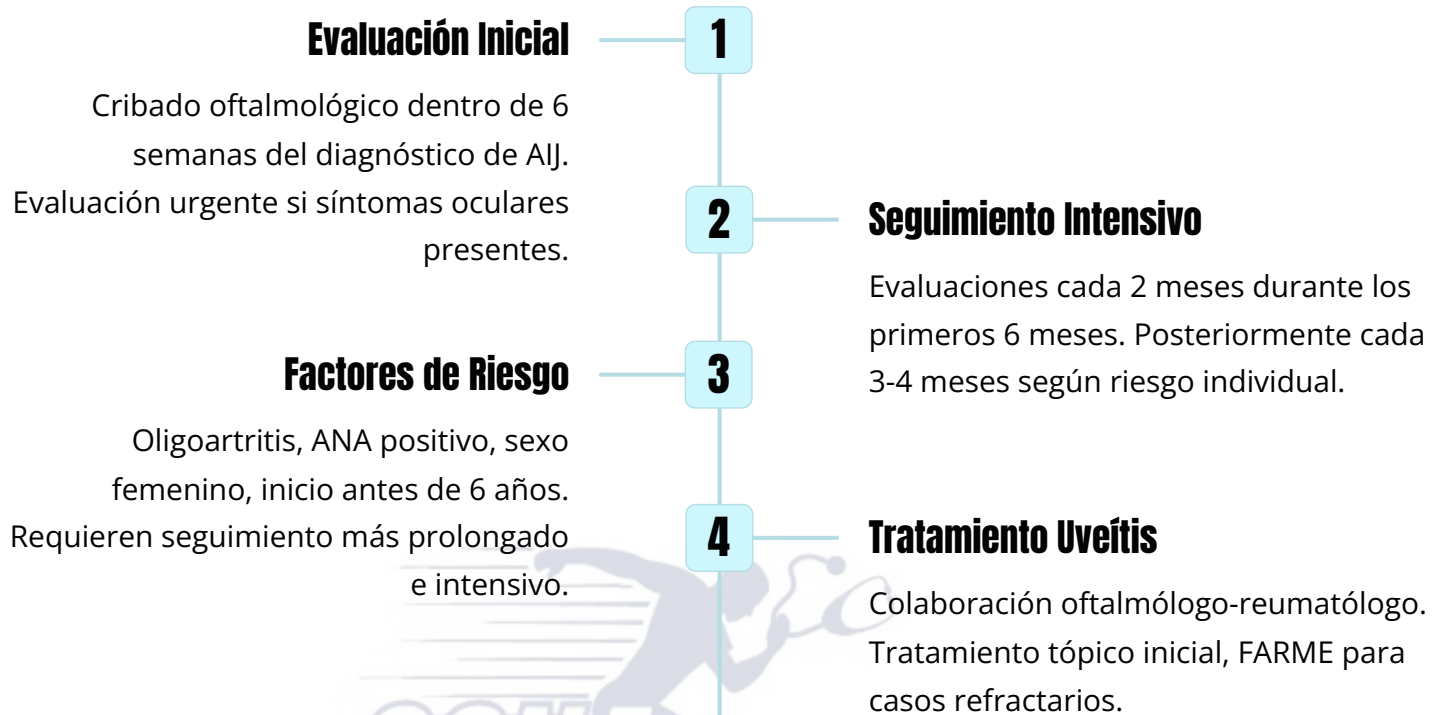 Evaluación Inicial
1
Cribado oftalmológico dentro de 6
semanas del diagnóstico de AIJ.
Evaluación urgente si síntomas oculares
presentes.
2
Seguimiento Intensivo
Evaluaciones cada 2 meses durante los
primeros 6 meses. Posteriormente cada
3-4 meses según riesgo individual.
Factores de Riesgo
3
Oligoartritis, ANA positivo, sexo
femenino, inicio antes de 6 años.
Requieren seguimiento más prolongado
e intensivo.
4
Tratamiento Uveítis
Colaboración oftalmólogo-reumatólogo.
Tratamiento tópico inicial, FARME para
casos refractarios.